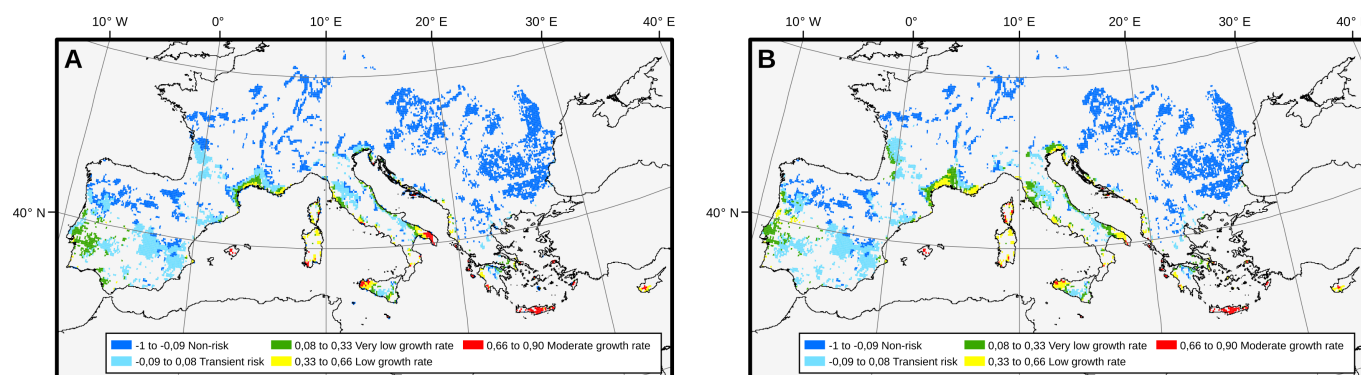 10° W 0° 10° E 20° E 30° E 40° E
A
40° N
-1 to -0,09 Non-risk 0,08 to 0,33 Very low growth rate 0,66 to 0,90 Moderate growth rate
-0,09 to 0,08 Transient risk 0,33 to 0,66 Low growth rate
10° W 0° 10° E 20° E 30° E 40°
B
40° N
-1 to -0,09 Non-risk 0,08 to 0,33 Very low growth rate 0,66 to 0,90 Moderate growth rate
-0,09 to 0,08 Transient risk 0,33 to 0,66 Low growth rate